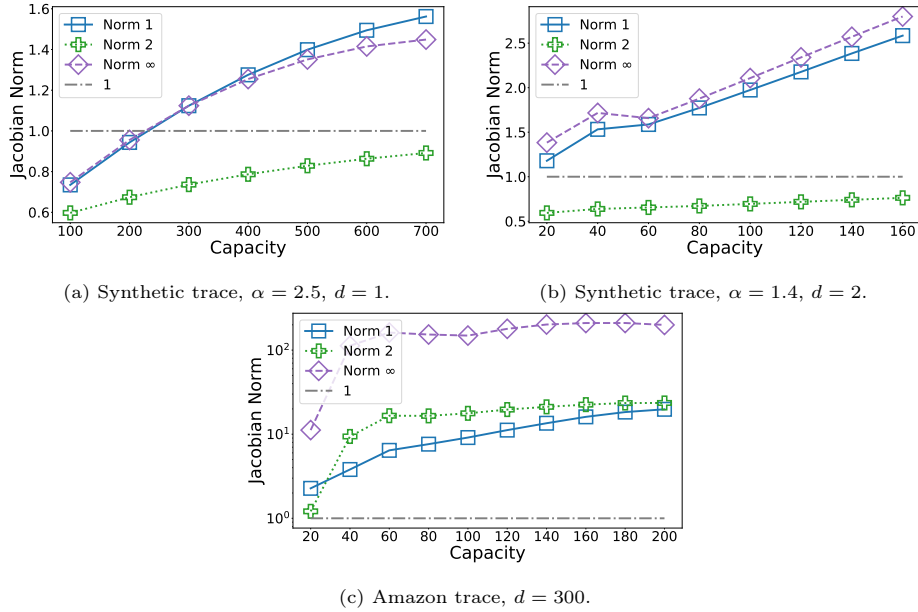 Jacobian Norm
1.6
1.4
1.2
1.0
0.8
0.6
Norm 1
Norm 2
Norm ∞
1
100 200 300 400 500 600 700
Capacity
(a) Synthetic trace, α = 2.5, d = 1.
Jacobian Norm
2.5
2.0
1.5
1.0
0.5
Norm 1
Norm 2
Norm ∞
1
20 40 60 80 100 120 140 160
Capacity
(b) Synthetic trace, α = 1.4, d = 2.
Jacobian Norm
10²
10¹
10⁰
Norm 1
Norm 2
Norm ∞
1
20 40 60 80 100 120 140 160 180 200
Capacity
(c) Amazon trace, d = 300.